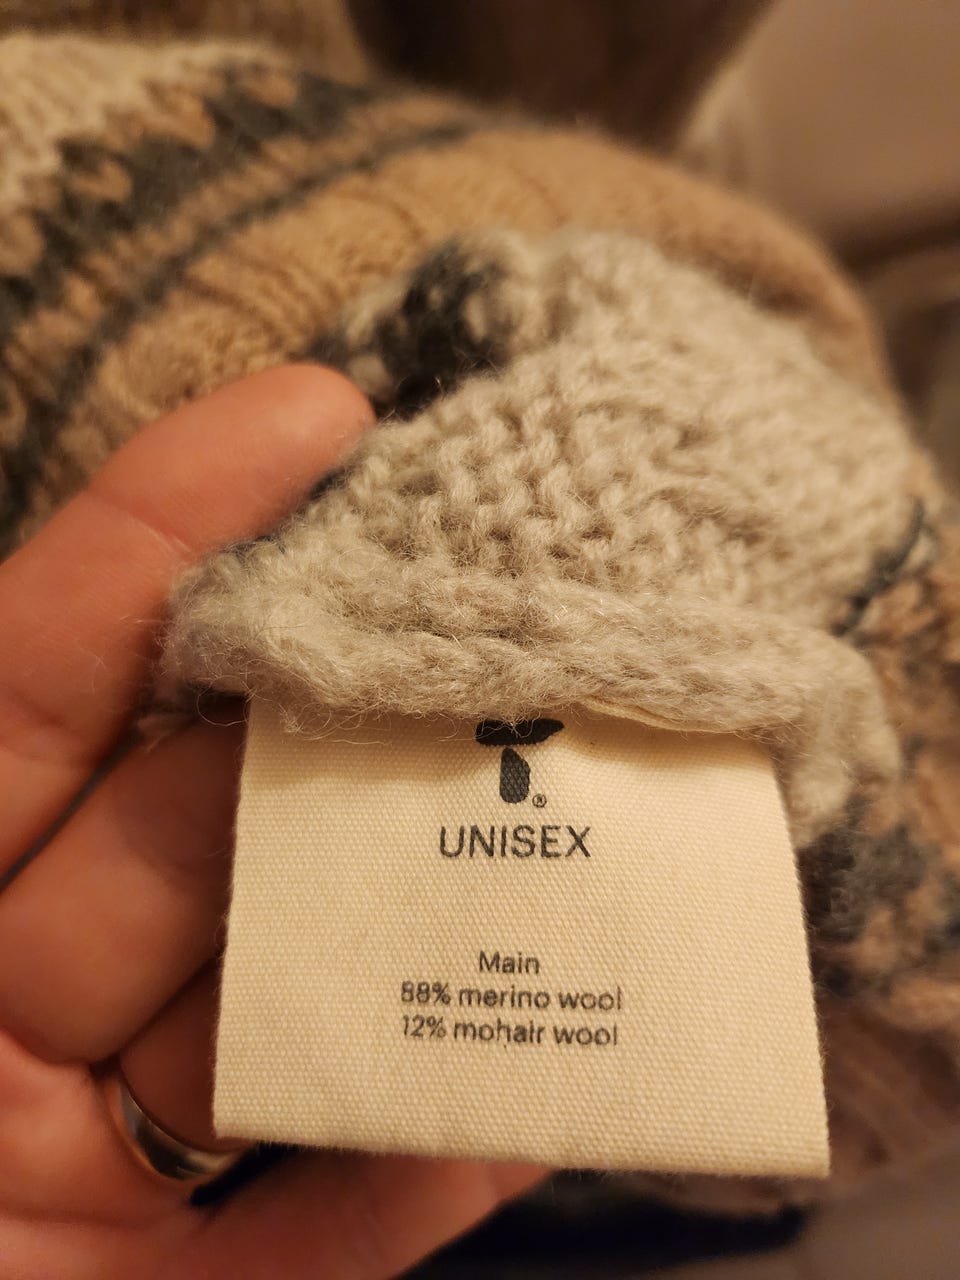 ®
UNISEX
Main
88% merino wool
12% mohair wool